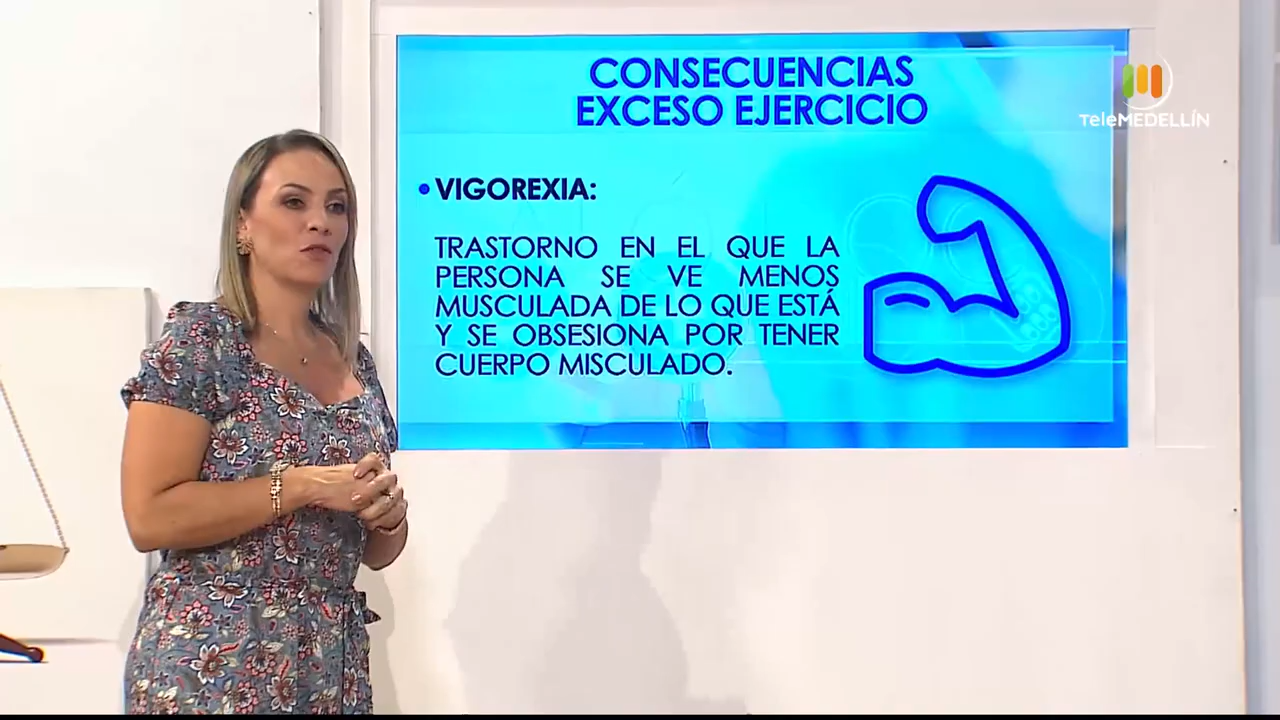 CONSECUENCIAS
EXCESO EJERCICIO
TeleMEDELLÍN
• VIGOREXIA:
TRASTORNO EN EL QUE LA
PERSONA SE VE MENOS
MUSCULADA DE LO QUE ESTÁ
Y SE OBSESIONA POR TENER
CUERPO MISCULADO.